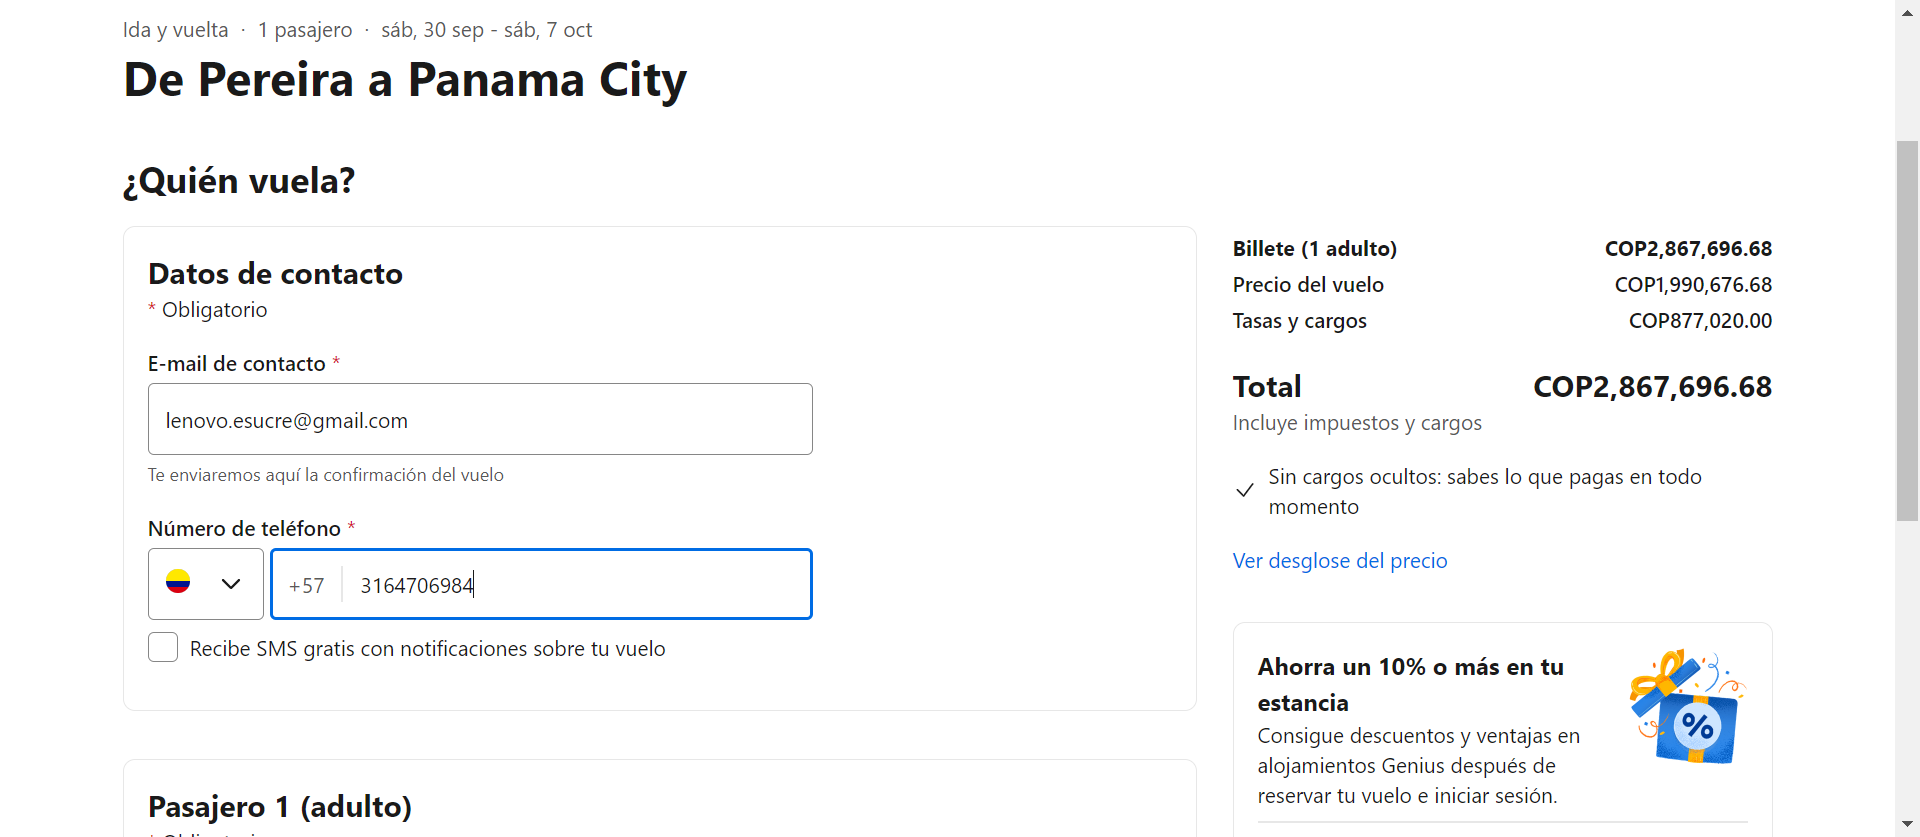 Ida y vuelta · 1 pasajero · sáb, 30 sep - sáb, 7 oct
De Pereira a Panama City
¿Quién vuela?
Datos de contacto
* Obligatorio
E-mail de contacto *
lenovo.esucre@gmail.com
Te enviaremos aquí la confirmación del vuelo
Número de teléfono *
+57 3164706984
Recibe SMS gratis con notificaciones sobre tu vuelo
Pasajero 1 (adulto)
* Obligatorio
Billete (1 adulto) COP2,867,696.68
Precio del vuelo COP1,990,676.68
Tasas y cargos COP877,020.00
Total COP2,867,696.68
Incluye impuestos y cargos
Sin cargos ocultos: sabes lo que pagas en todo
momento
Ver desglose del precio
Ahorra un 10% o más en tu
estancia
Consigue descuentos y ventajas en
alojamientos Genius después de
reservar tu vuelo e iniciar sesión.
%